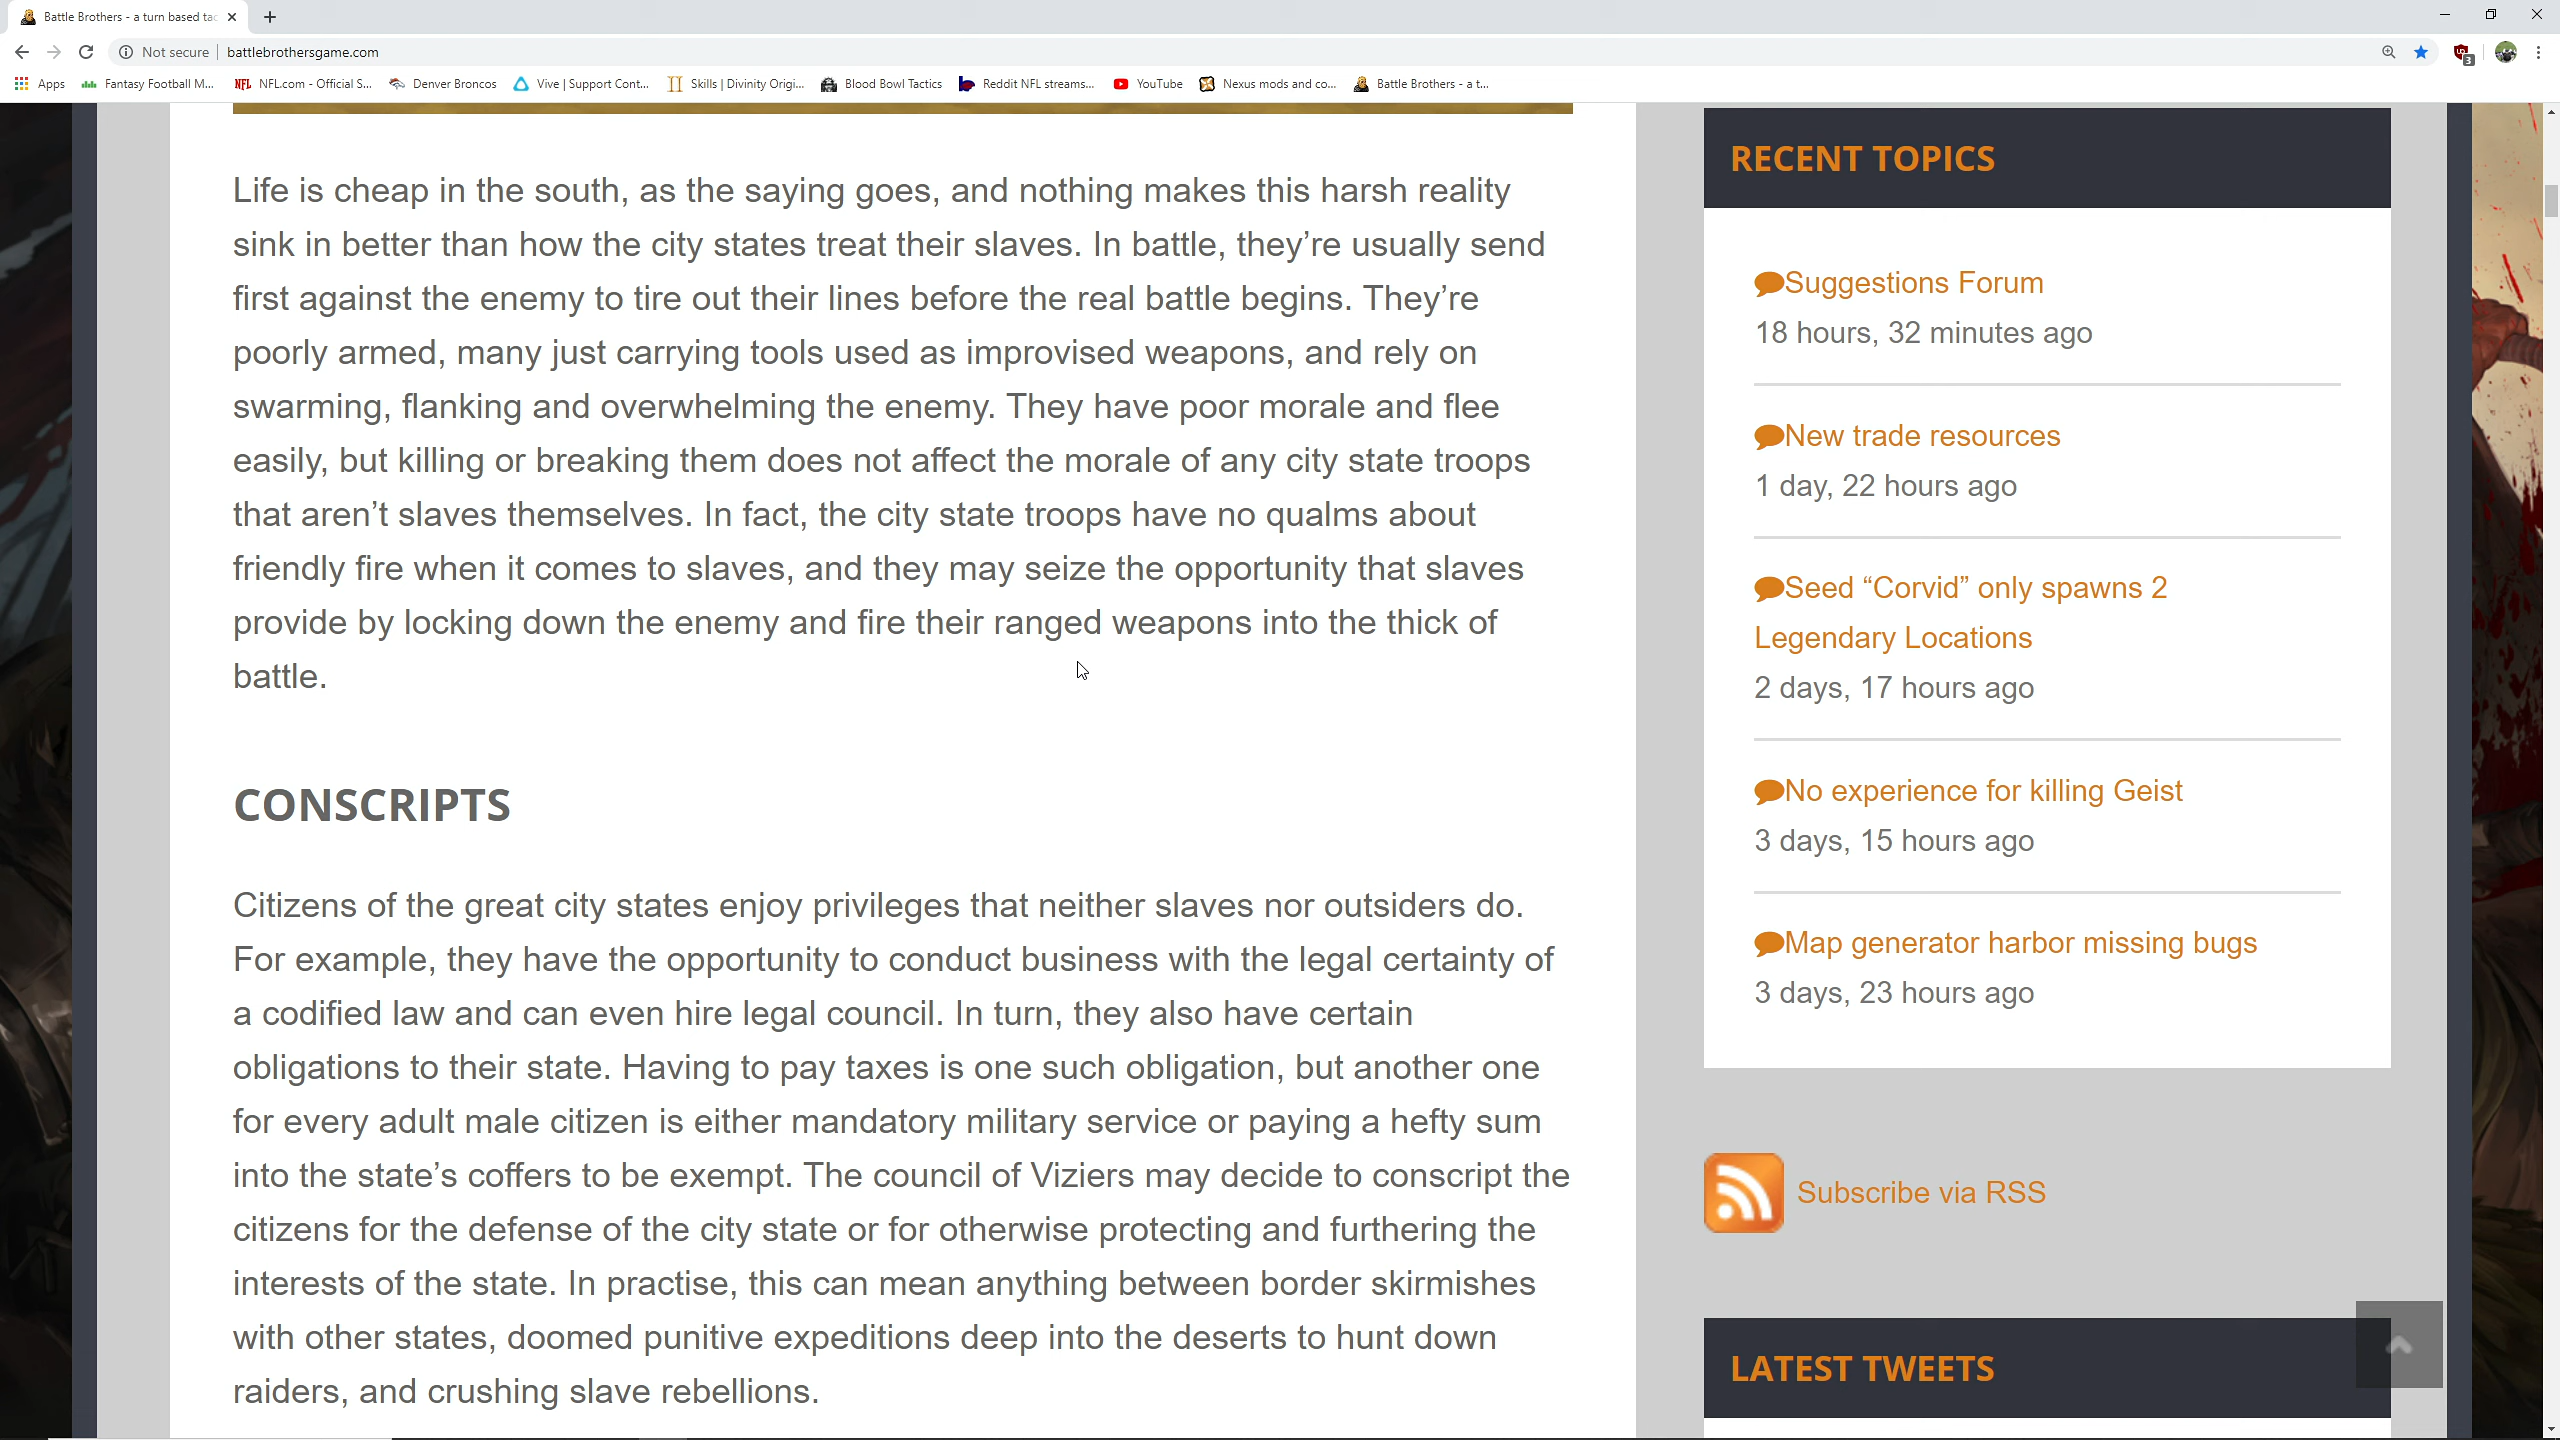 Battle Brothers - a turn based tac
Not secure
battlebrothersgame.com
3
Apps
Fantasy Football M...
NFL.com - Official S...
Denver Broncos
Vive | Support Cont...
Skills | Divinity Origi...
Blood Bowl Tactics
Reddit NFL streams...
YouTube
Nexus mods and co...
Battle Brothers - a t...
Life is cheap in the south, as the saying goes, and nothing makes this harsh reality
sink in better than how the city states treat their slaves. In battle, they’re usually send
first against the enemy to tire out their lines before the real battle begins. They’re
poorly armed, many just carrying tools used as improvised weapons, and rely on
swarming, flanking and overwhelming the enemy. They have poor morale and flee
easily, but killing or breaking them does not affect the morale of any city state troops
that aren’t slaves themselves. In fact, the city state troops have no qualms about
friendly fire when it comes to slaves, and they may seize the opportunity that slaves
provide by locking down the enemy and fire their ranged weapons into the thick of
battle.
CONSCRIPTS
Citizens of the great city states enjoy privileges that neither slaves nor outsiders do.
For example, they have the opportunity to conduct business with the legal certainty of
a codified law and can even hire legal council. In turn, they also have certain
obligations to their state. Having to pay taxes is one such obligation, but another one
for every adult male citizen is either mandatory military service or paying a hefty sum
into the state’s coffers to be exempt. The council of Viziers may decide to conscript the
citizens for the defense of the city state or for otherwise protecting and furthering the
interests of the state. In practise, this can mean anything between border skirmishes
with other states, doomed punitive expeditions deep into the deserts to hunt down
raiders, and crushing slave rebellions.
RECENT TOPICS
Suggestions Forum
18 hours, 32 minutes ago
New trade resources
1 day, 22 hours ago
Seed “Corvid” only spawns 2
Legendary Locations
2 days, 17 hours ago
No experience for killing Geist
3 days, 15 hours ago
Map generator harbor missing bugs
3 days, 23 hours ago
Subscribe via RSS
LATEST TWEETS